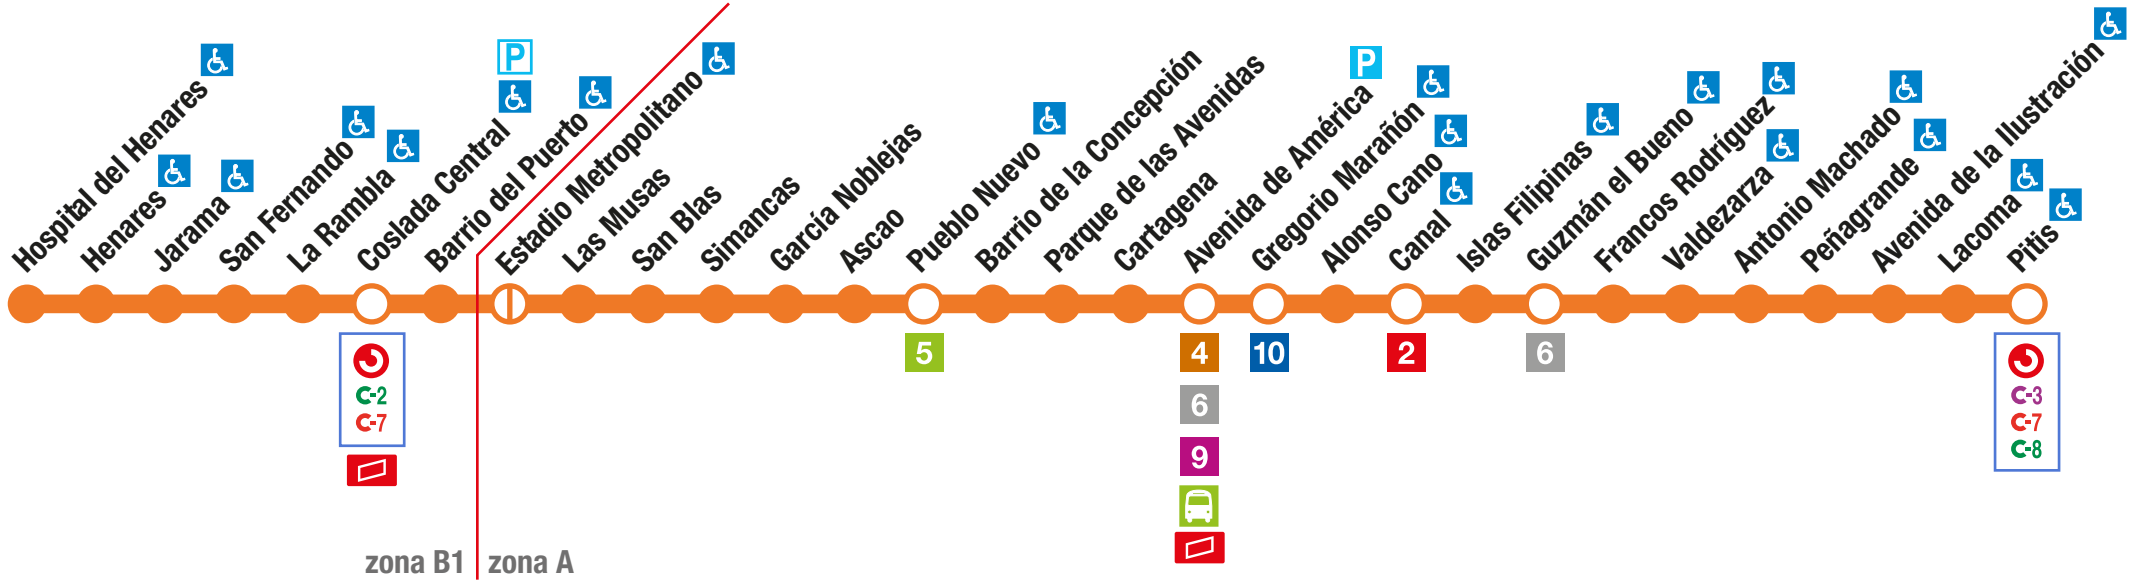 Hospital del Henares
Henares
Jarama
San Fernando
La Rambla
P
Coslada Central
Barrio del Puerto
Estadio Metropolitano
Las Musas
San Blas
Simancas
García Noblejas
Ascao
Pueblo Nuevo
Barrio de la Concepción
Parque de las Avenidas
Cartagena
P
Avenida de América
Gregorio Marañón
Alonso Cano
Canal
Islas Filipinas
Guzmán el Bueno
Francos Rodríguez
Valdezarza
Antonio Machado
Peñagrande
Avenida de la Ilustración
Lacoma
Pitis
C-2
C-7
5
4
6
9
10
2
6
C-3
C-7
C-8
zona B1
zona A